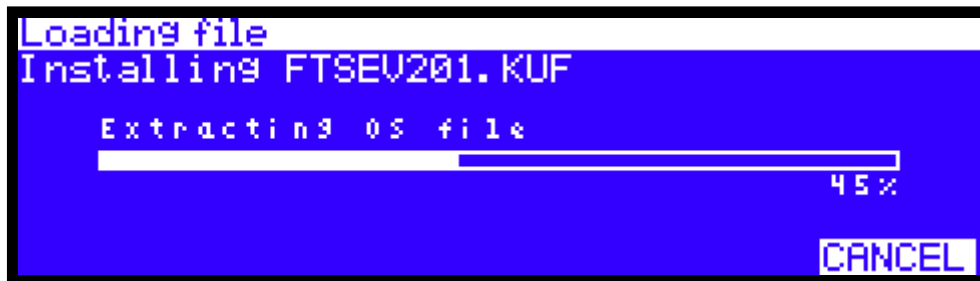 Loading file
Installing FTSEV201.KUF
Extracting OS file
45%
CANCEL